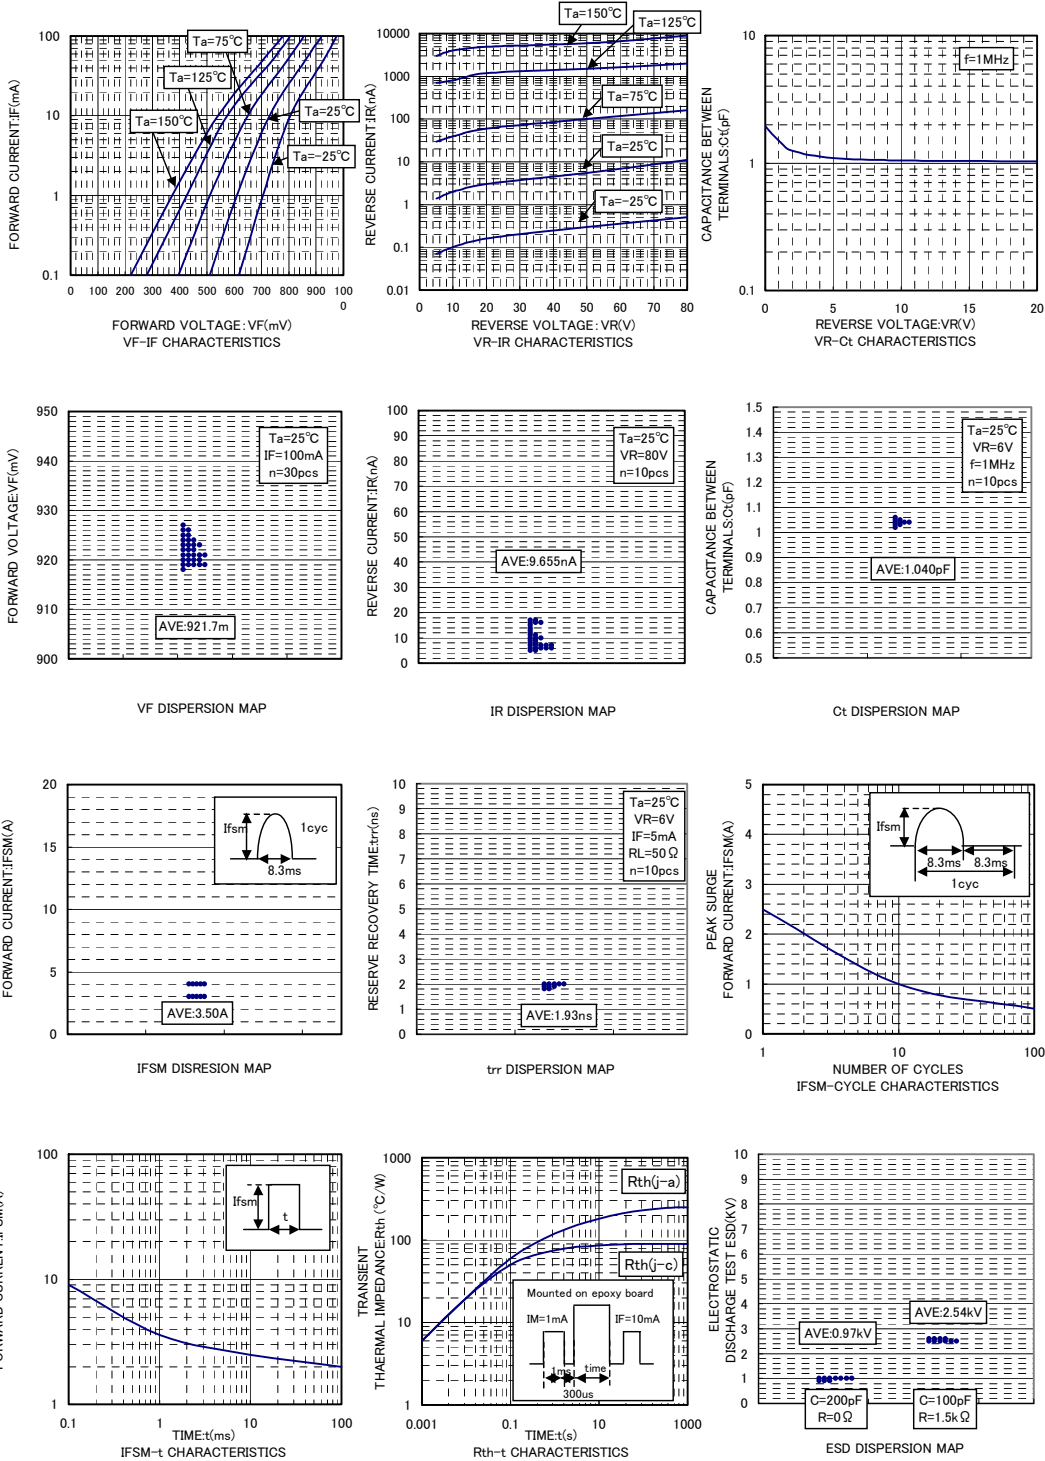 FORWARD CURRENT:IF(mA)
100
10
1
0.1
Ta=75℃
Ta=125℃
Ta=150℃
Ta=25℃
Ta=-25℃
0 100 200 300 400 500 600 700 800 900 100
0
FORWARD VOLTAGE:VF(mV)
VF-IF CHARACTERISTICS
REVERSE CURRENT:IR(nA)
10000
1000
100
10
1
0.1
0.01
Ta=150℃
Ta=125℃
Ta=75℃
Ta=25℃
Ta=-25℃
0 10 20 30 40 50 60 70 80
REVERSE VOLTAGE:VR(V)
VR-IR CHARACTERISTICS
CAPACITANCE BETWEEN
TERMINALS:Ct(pF)
10
1
0.1
f=1MHz
0 5 10 15 20
REVERSE VOLTAGE:VR(V)
VR-Ct CHARACTERISTICS
FORWARD VOLTAGE:VF(mV)
950
940
930
920
910
900
Ta=25℃
IF=100mA
n=30pcs
AVE:921.7m
VF DISPERSION MAP
REVERSE CURRENT:IR(nA)
100
90
80
70
60
50
40
30
20
10
0
Ta=25℃
VR=80V
n=10pcs
AVE:9.655nA
IR DISPERSION MAP
CAPACITANCE BETWEEN
TERMINALS:Ct(pF)
1.5
1.4
1.3
1.2
1.1
1
0.9
0.8
0.7
0.6
0.5
Ta=25℃
VR=6V
f=1MHz
n=10pcs
AVE:1.040pF
Ct DISPERSION MAP
FORWARD CURRENT:IFSM(A)
20
15
10
5
0
Ifsm
1cyc
8.3ms
AVE:3.50A
IFSM DISRESION MAP
RESERVE RECOVERY TIME:trr(ns)
10
9
8
7
6
5
4
3
2
1
0
Ta=25℃
VR=6V
IF=5mA
RL=50Ω
n=10pcs
AVE:1.93ns
trr DISPERSION MAP
PEAK SURGE
FORWARD CURRENT:IFSM(A)
5
4
3
2
1
0
Ifsm
8.3ms 8.3ms
1cyc
1 10 100
NUMBER OF CYCLES
IFSM-CYCLE CHARACTERISTICS
100
10
1
Ifsm
t
0.1 1 10 100
TIME:t(ms)
IFSM-t CHARACTERISTICS
TRANSIENT
THAERMAL IMPEDANCE:Rth (℃/W)
1000
100
10
1
Rth(j-a)
Rth(j-c)
Mounted on epoxy board
IM=1mA IF=10mA
1ms time
300us
0.001 0.1 10 1000
TIME:t(s)
Rth-t CHARACTERISTICS
ELECTROSTATIC
DISCHARGE TEST ESD(KV)
10
9
8
7
6
5
4
3
2
1
0
AVE:2.54kV
AVE:0.97kV
C=200pF
R=0Ω
C=100pF
R=1.5kΩ
ESD DISPERSION MAP